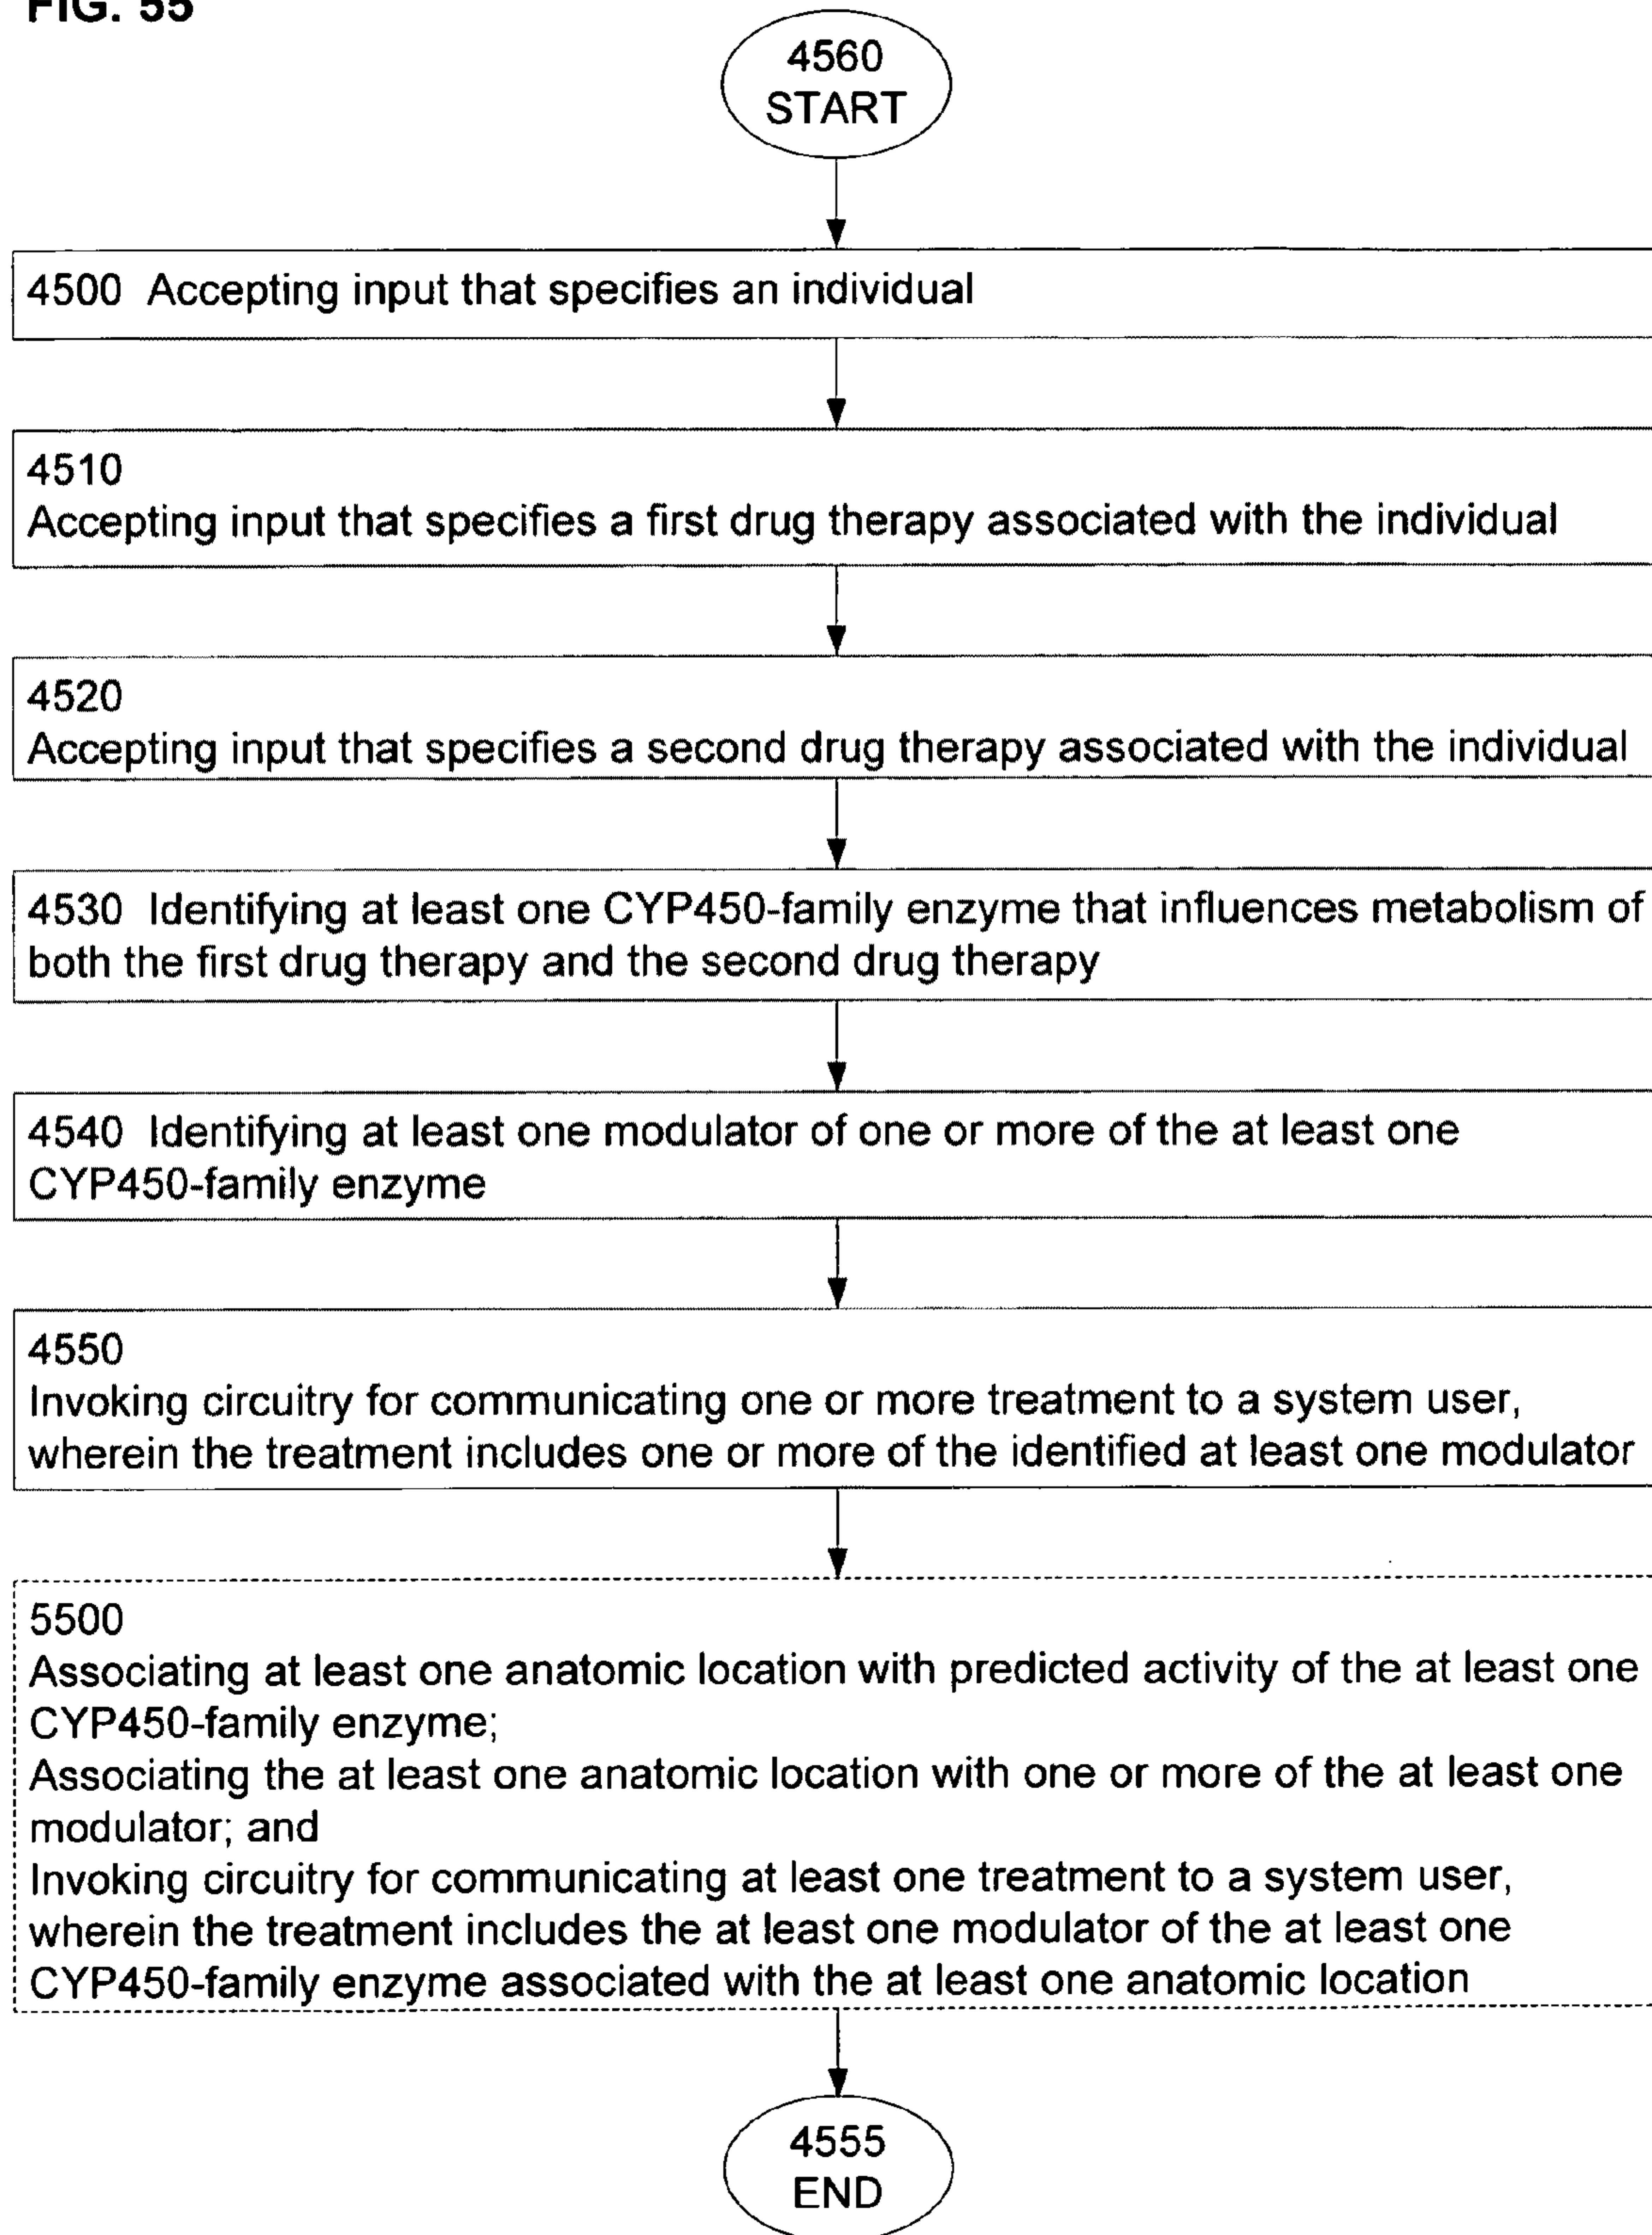 FIG. 55
4560
START
4500 Accepting input that specifies an individual
4510
Accepting input that specifies a first drug therapy associated with the individual
4520
Accepting input that specifies a second drug therapy associated with the individual
4530 Identifying at least one CYP450-family enzyme that influences metabolism of
both the first drug therapy and the second drug therapy
4540 Identifying at least one modulator of one or more of the at least one
CYP450-family enzyme
4550
Invoking circuitry for communicating one or more treatment to a system user,
wherein the treatment includes one or more of the identified at least one modulator
5500
Associating at least one anatomic location with predicted activity of the at least one
CYP450-family enzyme;
Associating the at least one anatomic location with one or more of the at least one
modulator; and
Invoking circuitry for communicating at least one treatment to a system user,
wherein the treatment includes the at least one modulator of the at least one
CYP450-family enzyme associated with the at least one anatomic location
4555
END